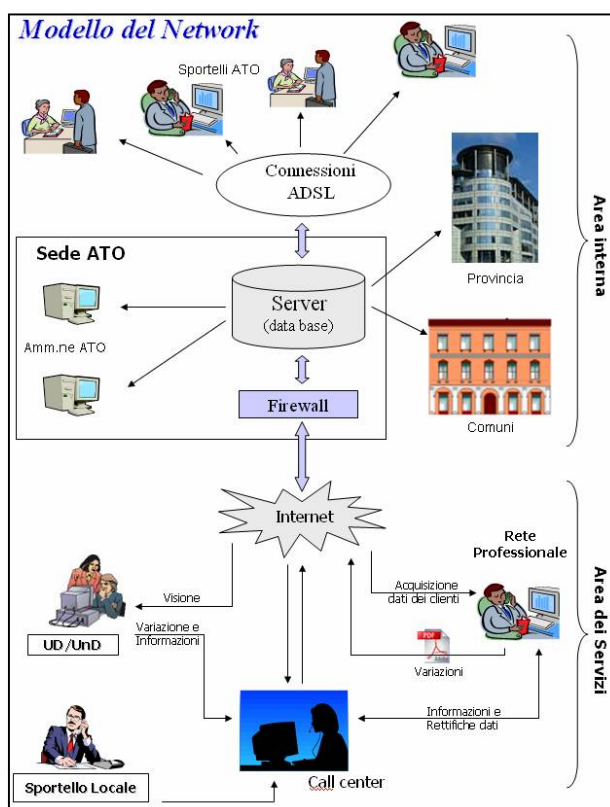 Modello del Network
Sportelli ATO
Connessioni
ADSL
Area interna
Sede ATO
Server
(data base)
Provincia
Amm.ne ATO
Firewall
Comuni
Internet
Rete
Professionale
Area dei Servizi
Acquisizione
dati dei clienti
Visione
Variazione e
Informazioni
UD/UnD
PDF
Variazioni
Informazioni e
Rettifiche dati
Sportello Locale
Call center